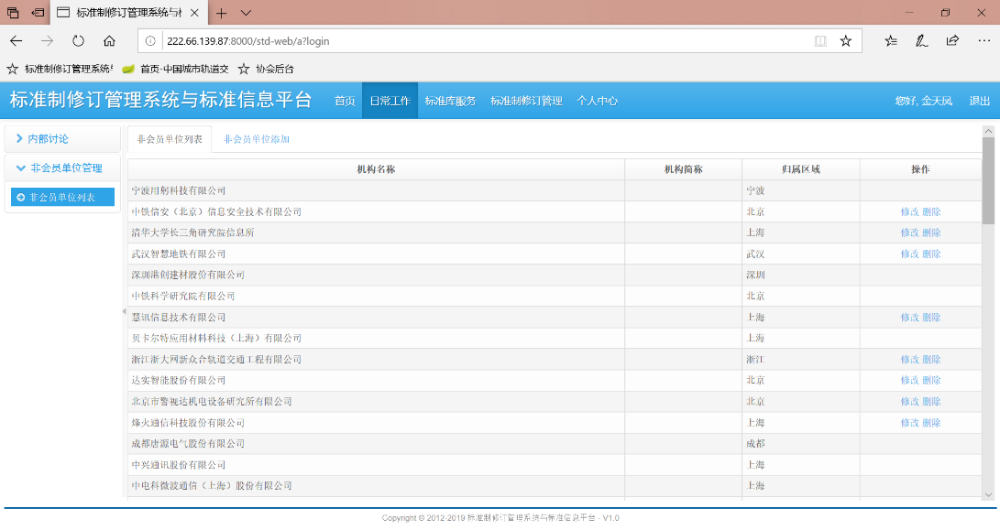 标准制修订管理系统与标
222.66.139.87:8000/std-web/a?login
标准制修订管理系统 首页-中国城市轨道交 协会后台
标准制修订管理系统与标准信息平台 首页 日常工作 标准库服务 标准制修订管理 个人中心 您好, 金天凤 退出
内部讨论
非会员单位管理
非会员单位列表
非会员单位列表 非会员单位添加
机构名称 机构简称 归属区域 操作
宁波用躬科技有限公司 宁波
中铁信安（北京）信息安全技术有限公司 北京 修改 删除
清华大学长三角研究院信息所 上海 修改 删除
武汉智慧地铁有限公司 武汉 修改 删除
深圳港创建材股份有限公司 深圳
中铁科学研究院有限公司 北京
慧讯信息技术有限公司 上海 修改 删除
贝卡尔特应用材料科技（上海）有限公司 上海
浙江浙大网新众合轨道交通工程有限公司 浙江 修改 删除
达实智能股份有限公司 北京 修改 删除
北京市警视达机电设备研究所有限公司 北京 修改 删除
烽火通信科技股份有限公司 上海 修改 删除
成都唐源电气股份有限公司 成都
中兴通讯股份有限公司 上海
中电科微波通信（上海）股份有限公司 上海
Copyright © 2012-2019 标准制修订管理系统与标准信息平台 - V1.0